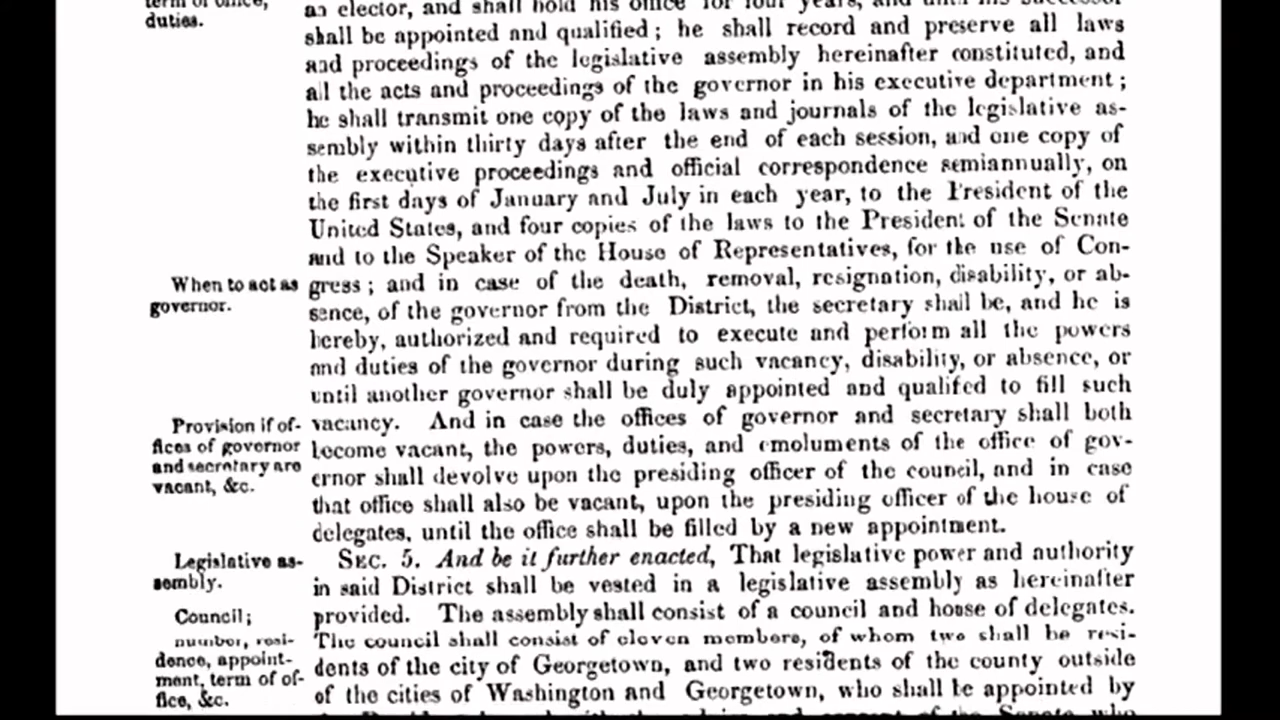 term of office,
duties.
an elector, and shall hold his office for four years, and until his successor
shall be appointed and qualified; he shall record and preserve all laws
and proceedings of the legislative assembly hereinafter constituted, and
all the acts and proceedings of the governor in his executive department;
he shall transmit one copy of the laws and journals of the legislative as-
sembly within thirty days after the end of each session, and one copy of
the executive proceedings and official correspondence semiannually, on
the first days of January and July in each year, to the President of the
United States, and four copies of the laws to the President of the Senate
and to the Speaker of the House of Representatives, for the use of Con-
When to act as
governor.
gress; and in case of the death, removal, resignation, disability, or ab-
sence, of the governor from the District, the secretary shall be, and he is
hereby, authorized and required to execute and perform all the powers
and duties of the governor during such vacancy, disability, or absence, or
until another governor shall be duly appointed and qualifed to fill such
Provision if of-
fices of governor
and secretary are
vacant, &c.
vacancy. And in case the offices of governor and secretary shall both
become vacant, the powers, duties, and emoluments of the office of gov-
ernor shall devolve upon the presiding officer of the council, and in case
that office shall also be vacant, upon the presiding officer of the house of
delegates, until the office shall be filled by a new appointment.
Legislative as-
sembly.
SEC. 5. And be it further enacted, That legislative power and authority
in said District shall be vested in a legislative assembly as hereinafter
Council;
number, resi-
dence, appoint-
ment, term of of-
fice, &c.
provided. The assembly shall consist of a council and house of delegates.
The council shall consist of eleven members, of whom two shall be resi-
dents of the city of Georgetown, and two residents of the county outside
of the cities of Washington and Georgetown, who shall be appointed by